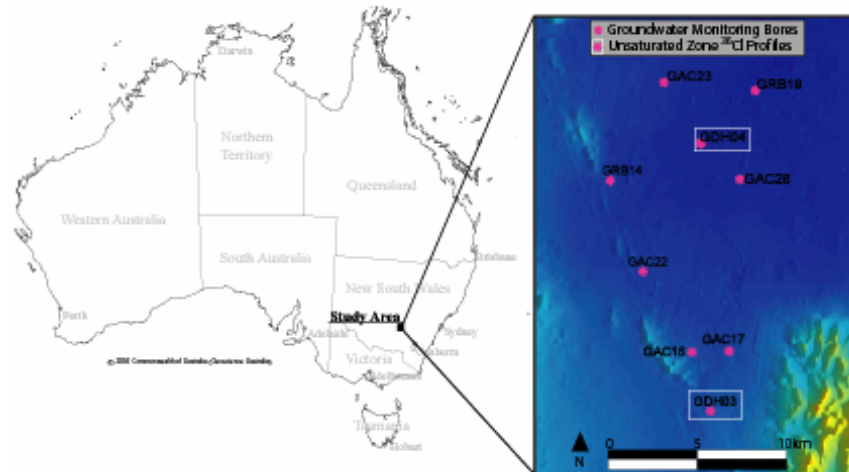 Darwin
Northern
Territory
Queensland
Western Australia
South Australia
Brisbane
New South Wales
Perth
Study Area
Adelaide
Sydney
Canberra
Victoria
Melbourne
Tasmania
Hobart
Groundwater Monitoring Bores
Unsaturated Zone ³⁶Cl Profiles
GAC23
GRB19
GDH04
GRB14
GAC28
GAC22
GAC16
GAC17
GDH03
N
0 5 10km